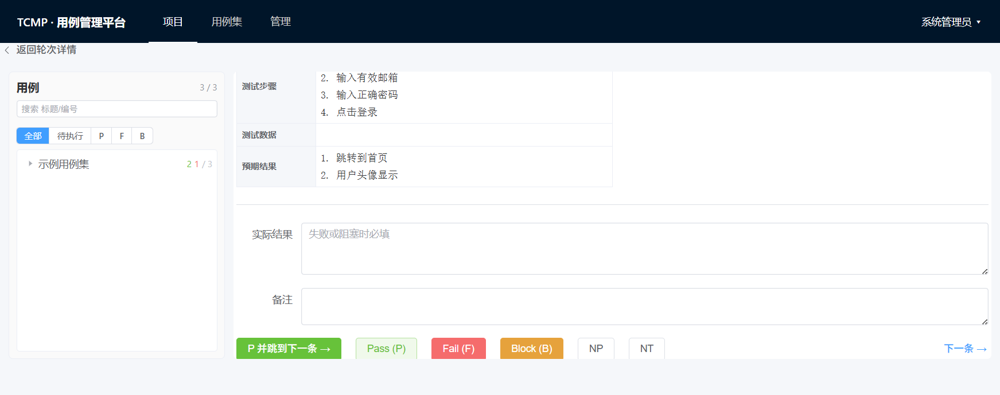 TCMP · 用例管理平台 项目 用例集 管理 系统管理员
返回轮次详情
用例 3 / 3
搜索 标题/编号
全部 待执行 P F B
示例用例集 2 1 / 3
测试步骤
2. 输入有效邮箱
3. 输入正确密码
4. 点击登录
测试数据
预期结果
1. 跳转到首页
2. 用户头像显示
实际结果 失败或阻塞时必填
备注
P 并跳到下一条 → Pass (P) Fail (F) Block (B) NP NT 下一条 →